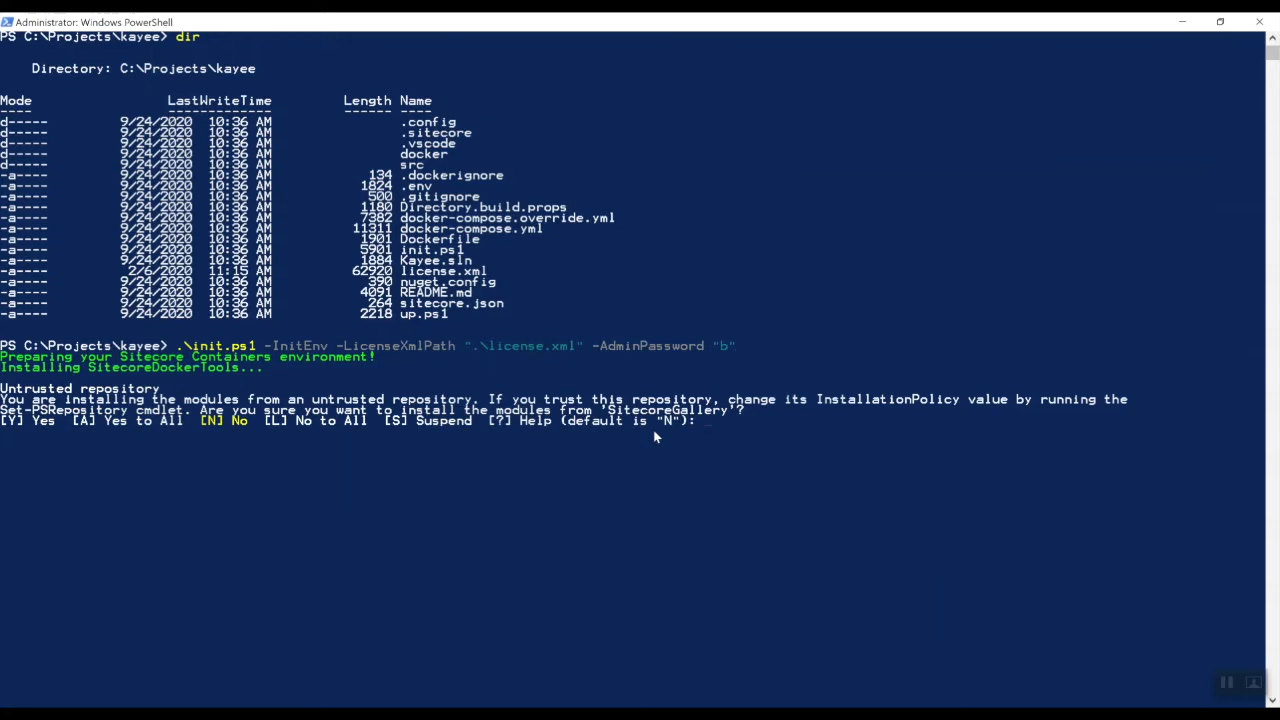 Administrator: Windows PowerShell
PS C:\Projects\kayee> dir
Directory: C:\Projects\kayee
Mode LastWriteTime Length Name
---- ------------- ------ ----
d----- 9/24/2020 10:36 AM .config
d----- 9/24/2020 10:36 AM .sitecore
d----- 9/24/2020 10:36 AM .vscode
d----- 9/24/2020 10:36 AM docker
d----- 9/24/2020 10:36 AM src
-a---- 9/24/2020 10:36 AM 134 .dockerignore
-a---- 9/24/2020 10:36 AM 1824 .env
-a---- 9/24/2020 10:36 AM 500 .gitignore
-a---- 9/24/2020 10:36 AM 1180 Directory.build.props
-a---- 9/24/2020 10:36 AM 7382 docker-compose.override.yml
-a---- 9/24/2020 10:36 AM 11311 docker-compose.yml
-a---- 9/24/2020 10:36 AM 1901 Dockerfile
-a---- 9/24/2020 10:36 AM 5901 init.ps1
-a---- 9/24/2020 10:36 AM 1884 Kayee.sln
-a---- 2/6/2020 11:15 AM 62920 license.xml
-a---- 9/24/2020 10:36 AM 390 nuget.config
-a---- 9/24/2020 10:36 AM 4091 README.md
-a---- 9/24/2020 10:36 AM 264 sitecore.json
-a---- 9/24/2020 10:36 AM 2218 up.ps1
PS C:\Projects\kayee> .\init.ps1 -InitEnv -LicenseXmlPath ".\license.xml" -AdminPassword "b"
Preparing your Sitecore Containers environment!
Installing SitecoreDockerTools...
Untrusted repository
You are installing the modules from an untrusted repository. If you trust this repository, change its InstallationPolicy value by running the
Set-PSRepository cmdlet. Are you sure you want to install the modules from 'SitecoreGallery'?
[Y] Yes [A] Yes to All [N] No [L] No to All [S] Suspend [?] Help (default is "N"):